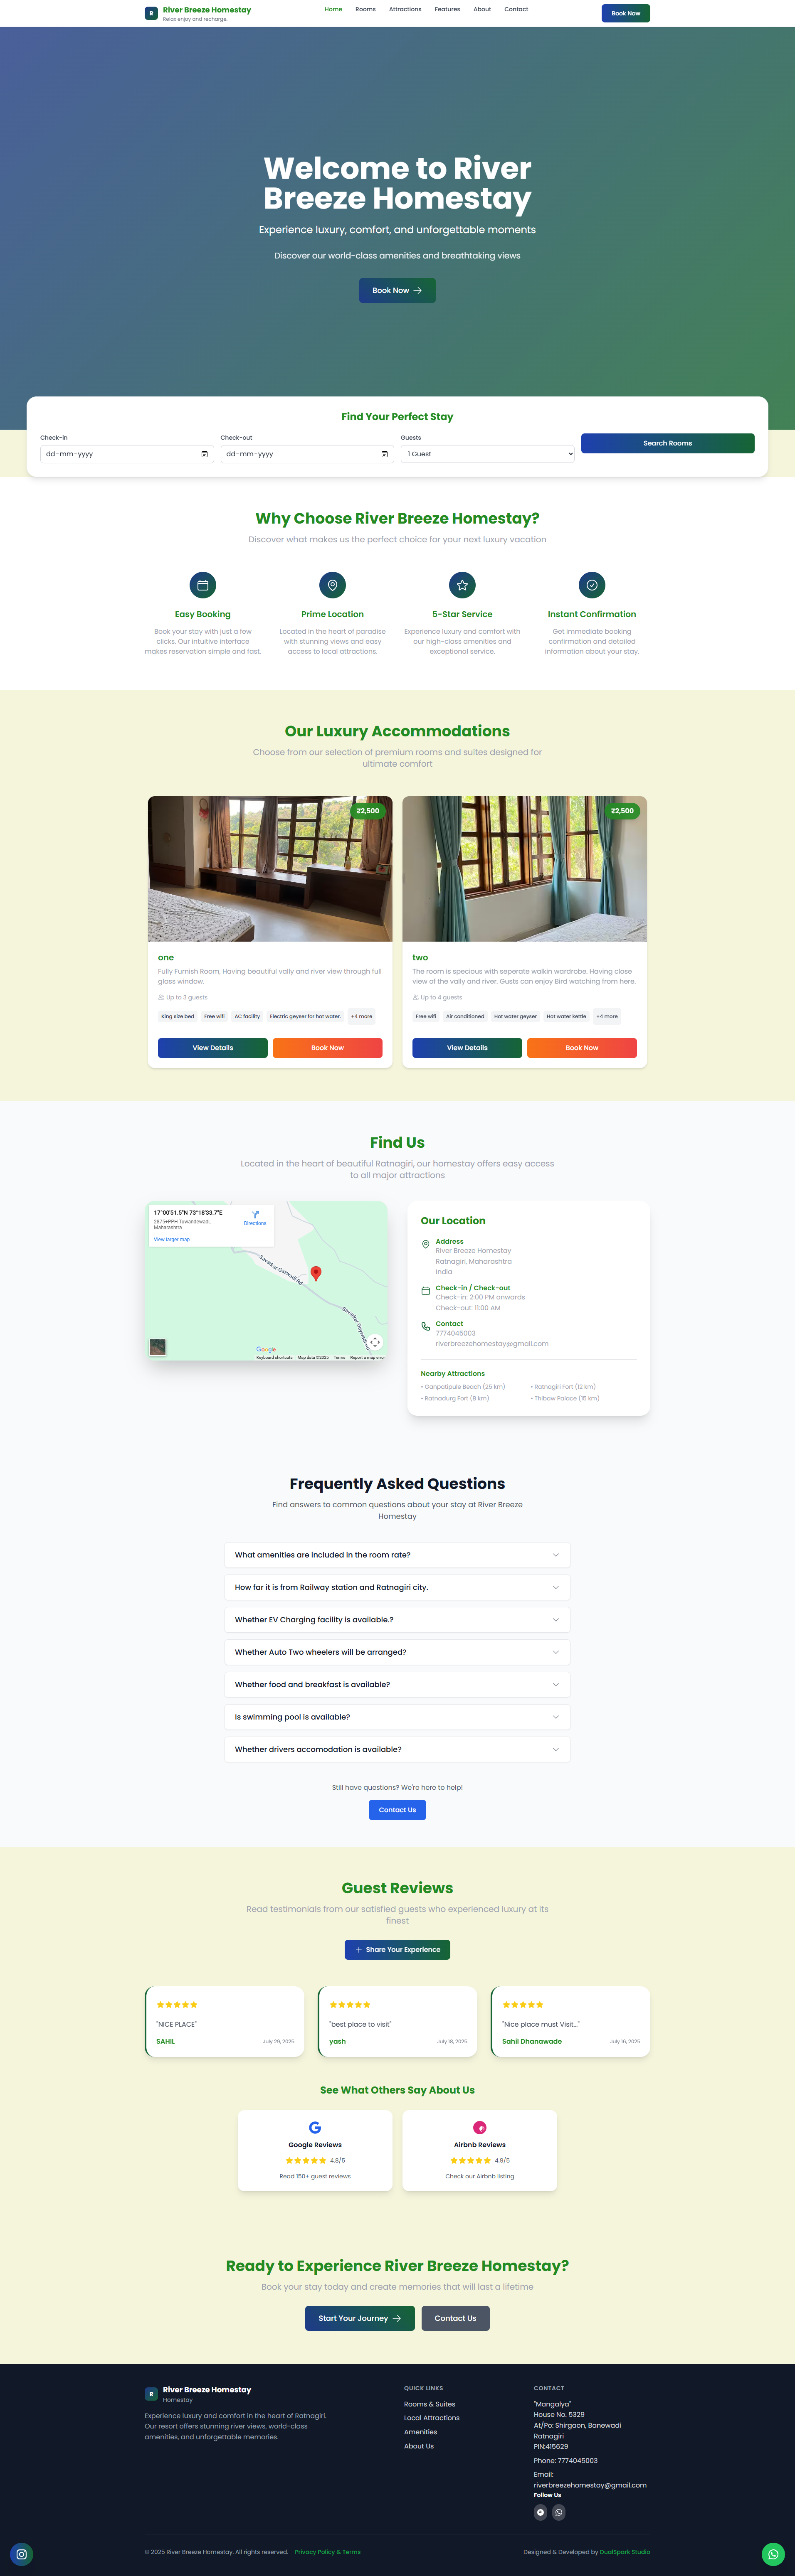 R
River Breeze Homestay
Relax enjoy and recharge.
Home
Rooms
Attractions
Features
About
Contact
Book Now
Welcome to River
Breeze Homestay
Experience luxury, comfort, and unforgettable moments
Discover our world-class amenities and breathtaking views
Book Now
Find Your Perfect Stay
Check-in
dd-mm-yyyy
Check-out
dd-mm-yyyy
Guests
1 Guest
Search Rooms
Why Choose River Breeze Homestay?
Discover what makes us the perfect choice for your next luxury vacation
Easy Booking
Book your stay with just a few
clicks. Our intuitive interface
makes reservation simple and fast.
Prime Location
Located in the heart of paradise
with stunning views and easy
access to local attractions.
5-Star Service
Experience luxury and comfort with
our high-class amenities and
exceptional service.
Instant Confirmation
Get immediate booking
confirmation and detailed
information about your stay.
Our Luxury Accommodations
Choose from our selection of premium rooms and suites designed for
ultimate comfort
₹2,500
one
Fully Furnish Room, Having beautiful vally and river view through full
glass window.
Up to 3 guests
King size bed
Free wifi
AC facility
Electric geyser for hot water.
+4 more
View Details
Book Now
₹2,500
two
The room is specious with seperate walkin wardrobe. Having close
view of the vally and river. Gusts can enjoy Bird watching from here.
Up to 4 guests
Free wifi
Air conditioned
Hot water geyser
Hot water kettle
+4 more
View Details
Book Now
Find Us
Located in the heart of beautiful Ratnagiri, our homestay offers easy access
to all major attractions
17°00'51.5"N 73°18'33.7"E
2875+PPH Tuwandewadi,
Maharashtra
Directions
View larger map
Savarkar Gaywadi Rd
Savarkar Gaywadi Rd
Google
Keyboard shortcuts
Map data ©2025
Terms
Report a map error
Our Location
Address
River Breeze Homestay
Ratnagiri, Maharashtra
India
Check-in / Check-out
Check-in: 2:00 PM onwards
Check-out: 11:00 AM
Contact
7774045003
riverbreezehomestay@gmail.com
Nearby Attractions
• Ganpatipule Beach (25 km)
• Ratnagiri Fort (12 km)
• Ratnadurg Fort (8 km)
• Thibaw Palace (15 km)
Frequently Asked Questions
Find answers to common questions about your stay at River Breeze
Homestay
What amenities are included in the room rate?
How far it is from Railway station and Ratnagiri city.
Whether EV Charging facility is available.?
Whether Auto Two wheelers will be arranged?
Whether food and breakfast is available?
Is swimming pool is available?
Whether drivers accomodation is available?
Still have questions? We're here to help!
Contact Us
Guest Reviews
Read testimonials from our satisfied guests who experienced luxury at its
finest
Share Your Experience
"NICE PLACE"
SAHIL
July 29, 2025
"best place to visit"
yash
July 18, 2025
"Nice place must Visit..."
Sahil Dhanawade
July 16, 2025
See What Others Say About Us
Google Reviews
4.8/5
Read 150+ guest reviews
Airbnb Reviews
4.9/5
Check our Airbnb listing
Ready to Experience River Breeze Homestay?
Book your stay today and create memories that will last a lifetime
Start Your Journey
Contact Us
R
River Breeze Homestay
Homestay
Experience luxury and comfort in the heart of Ratnagiri.
Our resort offers stunning river views, world-class
amenities, and unforgettable memories.
QUICK LINKS
Rooms & Suites
Local Attractions
Amenities
About Us
CONTACT
"Mangalya"
House No. 5329
At/Po: Shirgaon, Banewadi
Ratnagiri
PIN:415629
Phone: 7774045003
Email:
riverbreezehomestay@gmail.com
Follow Us
© 2025 River Breeze Homestay. All rights reserved.
Privacy Policy & Terms
Designed & Developed by DualSpark Studio